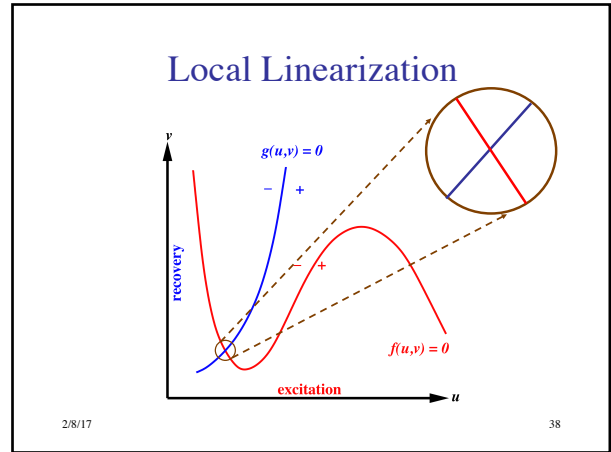 Local Linearization
v
g(u,v) = 0
− +
recovery
− +
f(u,v) = 0
excitation
u
2/8/17 38